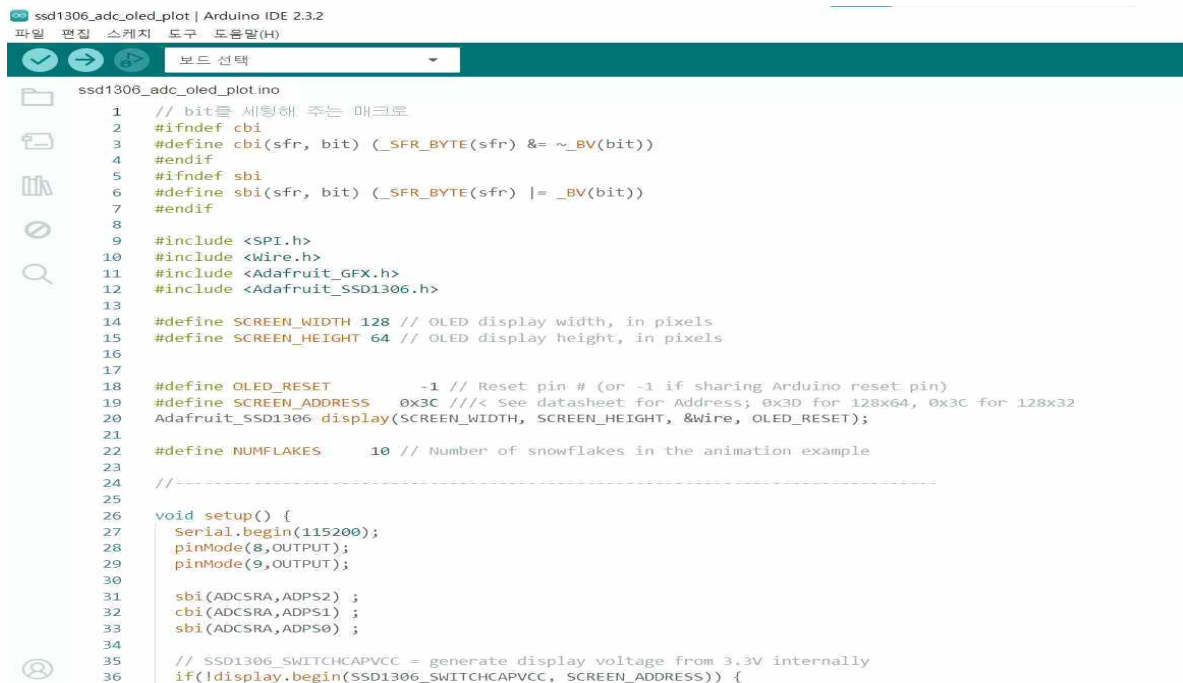 ssd1306_adc_oled_plot | Arduino IDE 2.3.2
파일 편집 스케치 도구 도움말(H)
보드 선택
ssd1306_adc_oled_plot.ino
1 // bit를 세팅해 주는 매크로
2 #ifndef cbi
3 #define cbi(sfr, bit) (_SFR_BYTE(sfr) &= ~_BV(bit))
4 #endif
5 #ifndef sbi
6 #define sbi(sfr, bit) (_SFR_BYTE(sfr) |= _BV(bit))
7 #endif
8
9 #include <SPI.h>
10 #include <Wire.h>
11 #include <Adafruit_GFX.h>
12 #include <Adafruit_SSD1306.h>
13
14 #define SCREEN_WIDTH 128 // OLED display width, in pixels
15 #define SCREEN_HEIGHT 64 // OLED display height, in pixels
16
17
18 #define OLED_RESET -1 // Reset pin # (or -1 if sharing Arduino reset pin)
19 #define SCREEN_ADDRESS 0x3C ///< See datasheet for Address; 0x3D for 128x64, 0x3C for 128x32
20 Adafruit_SSD1306 display(SCREEN_WIDTH, SCREEN_HEIGHT, &Wire, OLED_RESET);
21
22 #define NUMFLAKES 10 // Number of snowflakes in the animation example
23
24 //--------------------------------------------------------------------------------
25
26 void setup() {
27 Serial.begin(115200);
28 pinMode(8,OUTPUT);
29 pinMode(9,OUTPUT);
30
31 sbi(ADCSRA,ADPS2) ;
32 cbi(ADCSRA,ADPS1) ;
33 sbi(ADCSRA,ADPS0) ;
34
35 // SSD1306_SWITCHCAPVCC = generate display voltage from 3.3V internally
36 if(!display.begin(SSD1306_SWITCHCAPVCC, SCREEN_ADDRESS)) {